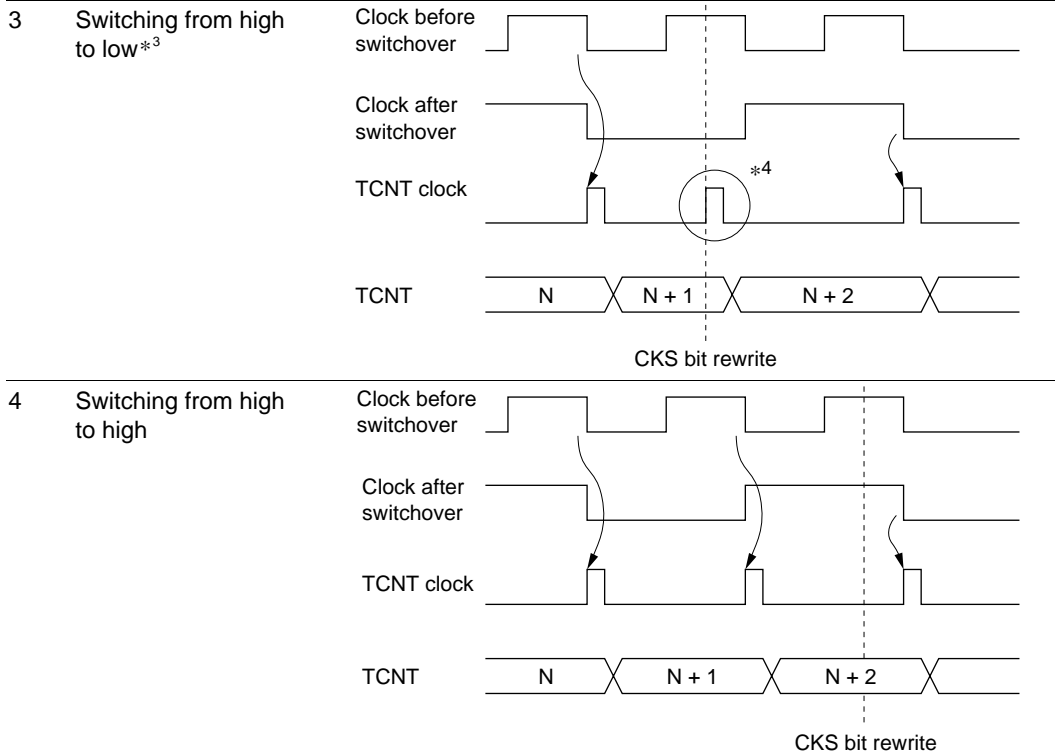 3 Switching from high
to low*3
Clock before
switchover
Clock after
switchover
TCNT clock
*4
TCNT
N
N + 1
N + 2
CKS bit rewrite
4 Switching from high
to high
Clock before
switchover
Clock after
switchover
TCNT clock
TCNT
N
N + 1
N + 2
CKS bit rewrite